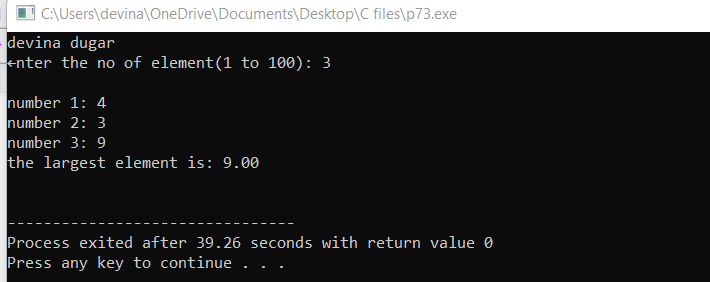 C:\Users\devina\OneDrive\Documents\Desktop\C files\p73.exe
devina dugar
←nter the no of element(1 to 100): 3
number 1: 4
number 2: 3
number 3: 9
the largest element is: 9.00
--------------------------------
Process exited after 39.26 seconds with return value 0
Press any key to continue . . .